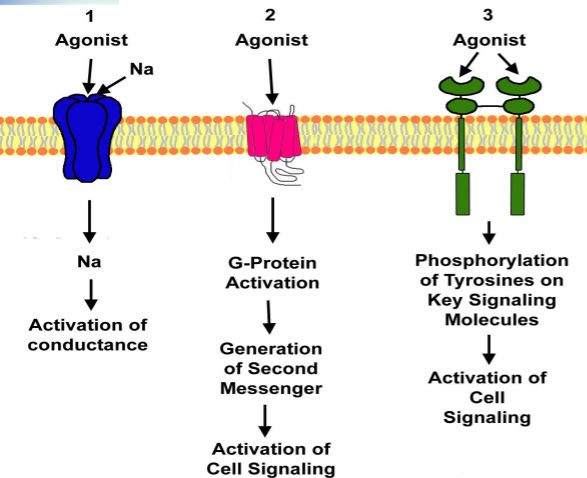 1
Agonist
Na
Na
Activation of
conductance
2
Agonist
G-Protein
Activation
Generation
of Second
Messenger
Activation of
Cell Signaling
3
Agonist
Phosphorylation
of Tyrosines on
Key Signaling
Molecules
Activation of
Cell
Signaling